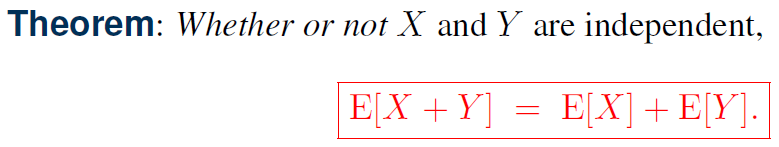 Theorem: Whether or not X and Y are independent,
E[X + Y] = E[X] + E[Y].